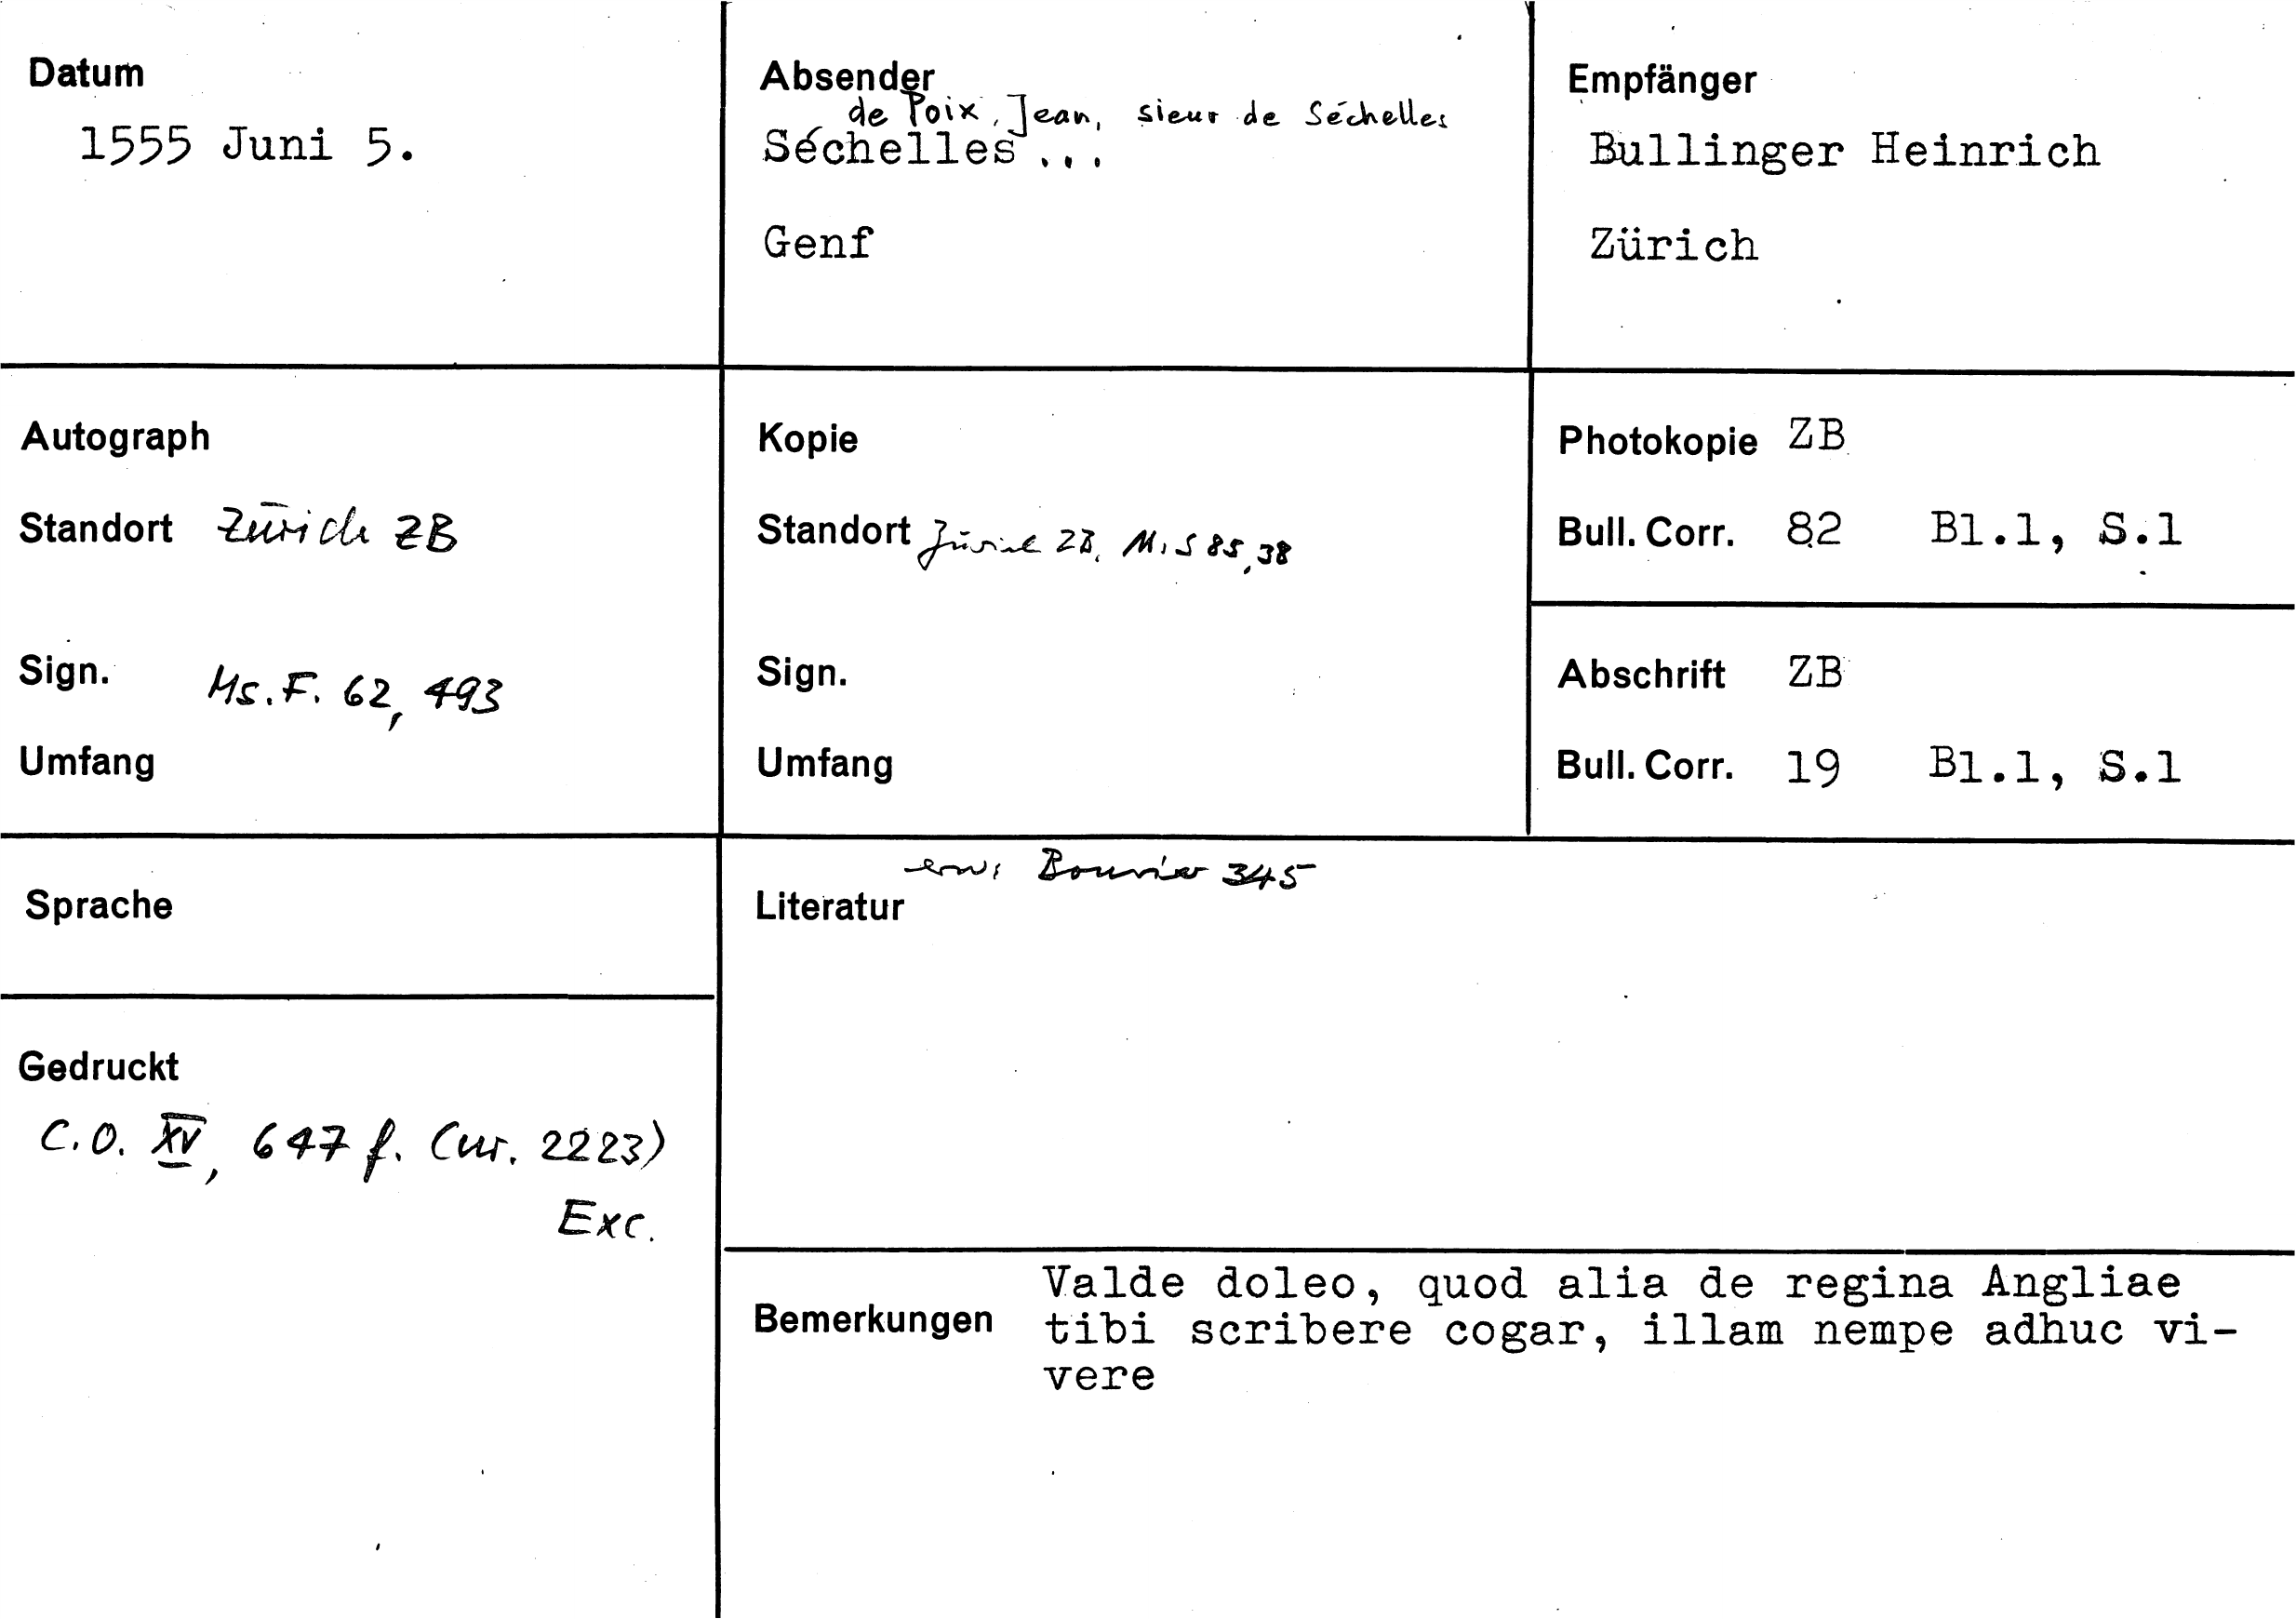 Datum
1555 Juni 5.
Absender
de Poix, Jean, sieur de Séchelles
Séchelles ...
Genf
Empfänger
Bullinger Heinrich
Zürich
Autograph
Standort Zürich ZB
Sign. Ms. F. 62, 493
Umfang
Kopie
Standort Zürich ZB, Ms S 85, 38
Sign.
Umfang
Photokopie ZB
Bull. Corr. 82 Bl.1, S.1
Abschrift ZB
Bull. Corr. 19 Bl.1, S.1
Sprache
Gedruckt
C.O. XV, 647 f. (nr. 2223)
Exc.
erw: Bouvier 345
Literatur
Bemerkungen
Valde doleo, quod alia de regina Angliae
tibi scribere cogar, illam nempe adhuc vi-
vere